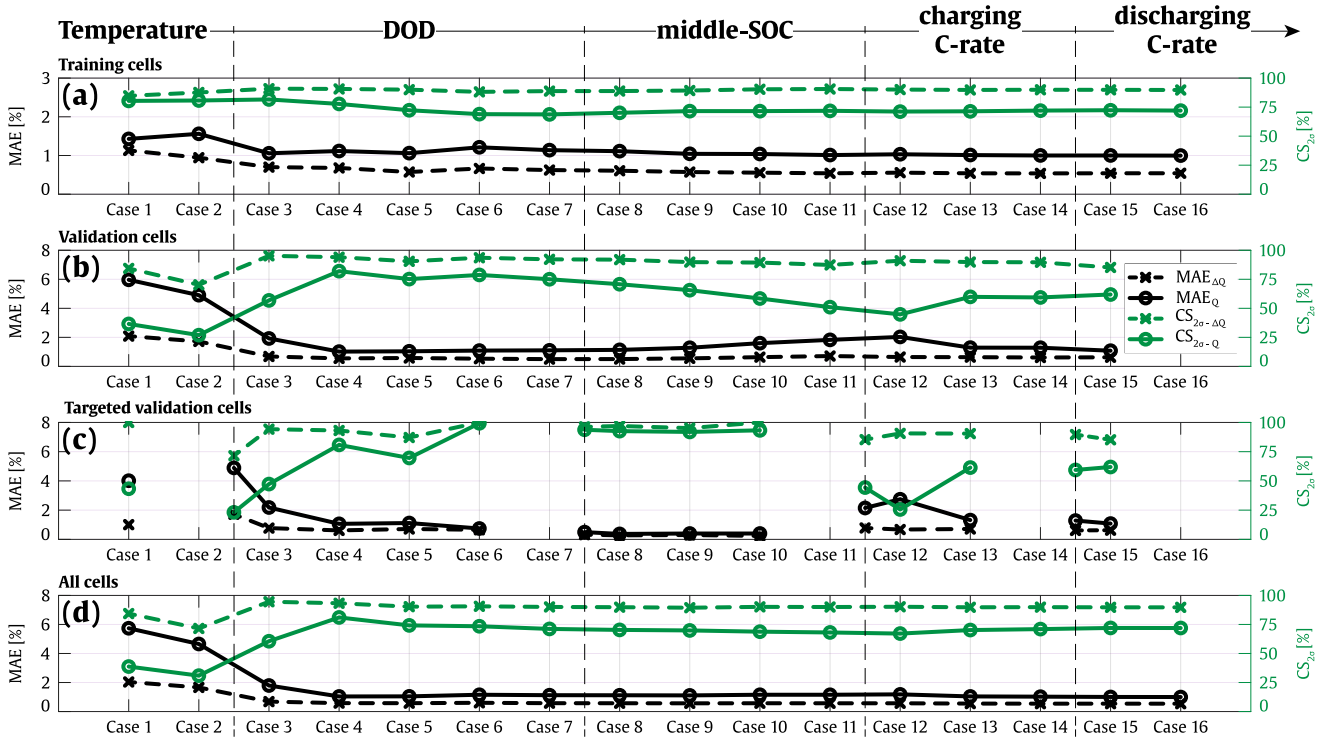 Temperature DOD middle-SOC charging C-rate discharging C-rate
Training cells
(a)
MAE [%]
3
2
1
0
100
75
50
25
0
CS2σ [%]
Case 1 Case 2 Case 3 Case 4 Case 5 Case 6 Case 7 Case 8 Case 9 Case 10 Case 11 Case 12 Case 13 Case 14 Case 15 Case 16
Validation cells
(b)
MAE [%]
8
6
4
2
0
100
75
50
25
0
CS2σ [%]
MAEΔQ
MAEQ
CS2σ - ΔQ
CS2σ - Q
Case 1 Case 2 Case 3 Case 4 Case 5 Case 6 Case 7 Case 8 Case 9 Case 10 Case 11 Case 12 Case 13 Case 14 Case 15 Case 16
Targeted validation cells
(c)
MAE [%]
8
6
4
2
0
100
75
50
25
0
CS2σ [%]
Case 1 Case 2 Case 3 Case 4 Case 5 Case 6 Case 7 Case 8 Case 9 Case 10 Case 11 Case 12 Case 13 Case 14 Case 15 Case 16
All cells
(d)
MAE [%]
8
6
4
2
0
100
75
50
25
0
CS2σ [%]
Case 1 Case 2 Case 3 Case 4 Case 5 Case 6 Case 7 Case 8 Case 9 Case 10 Case 11 Case 12 Case 13 Case 14 Case 15 Case 16